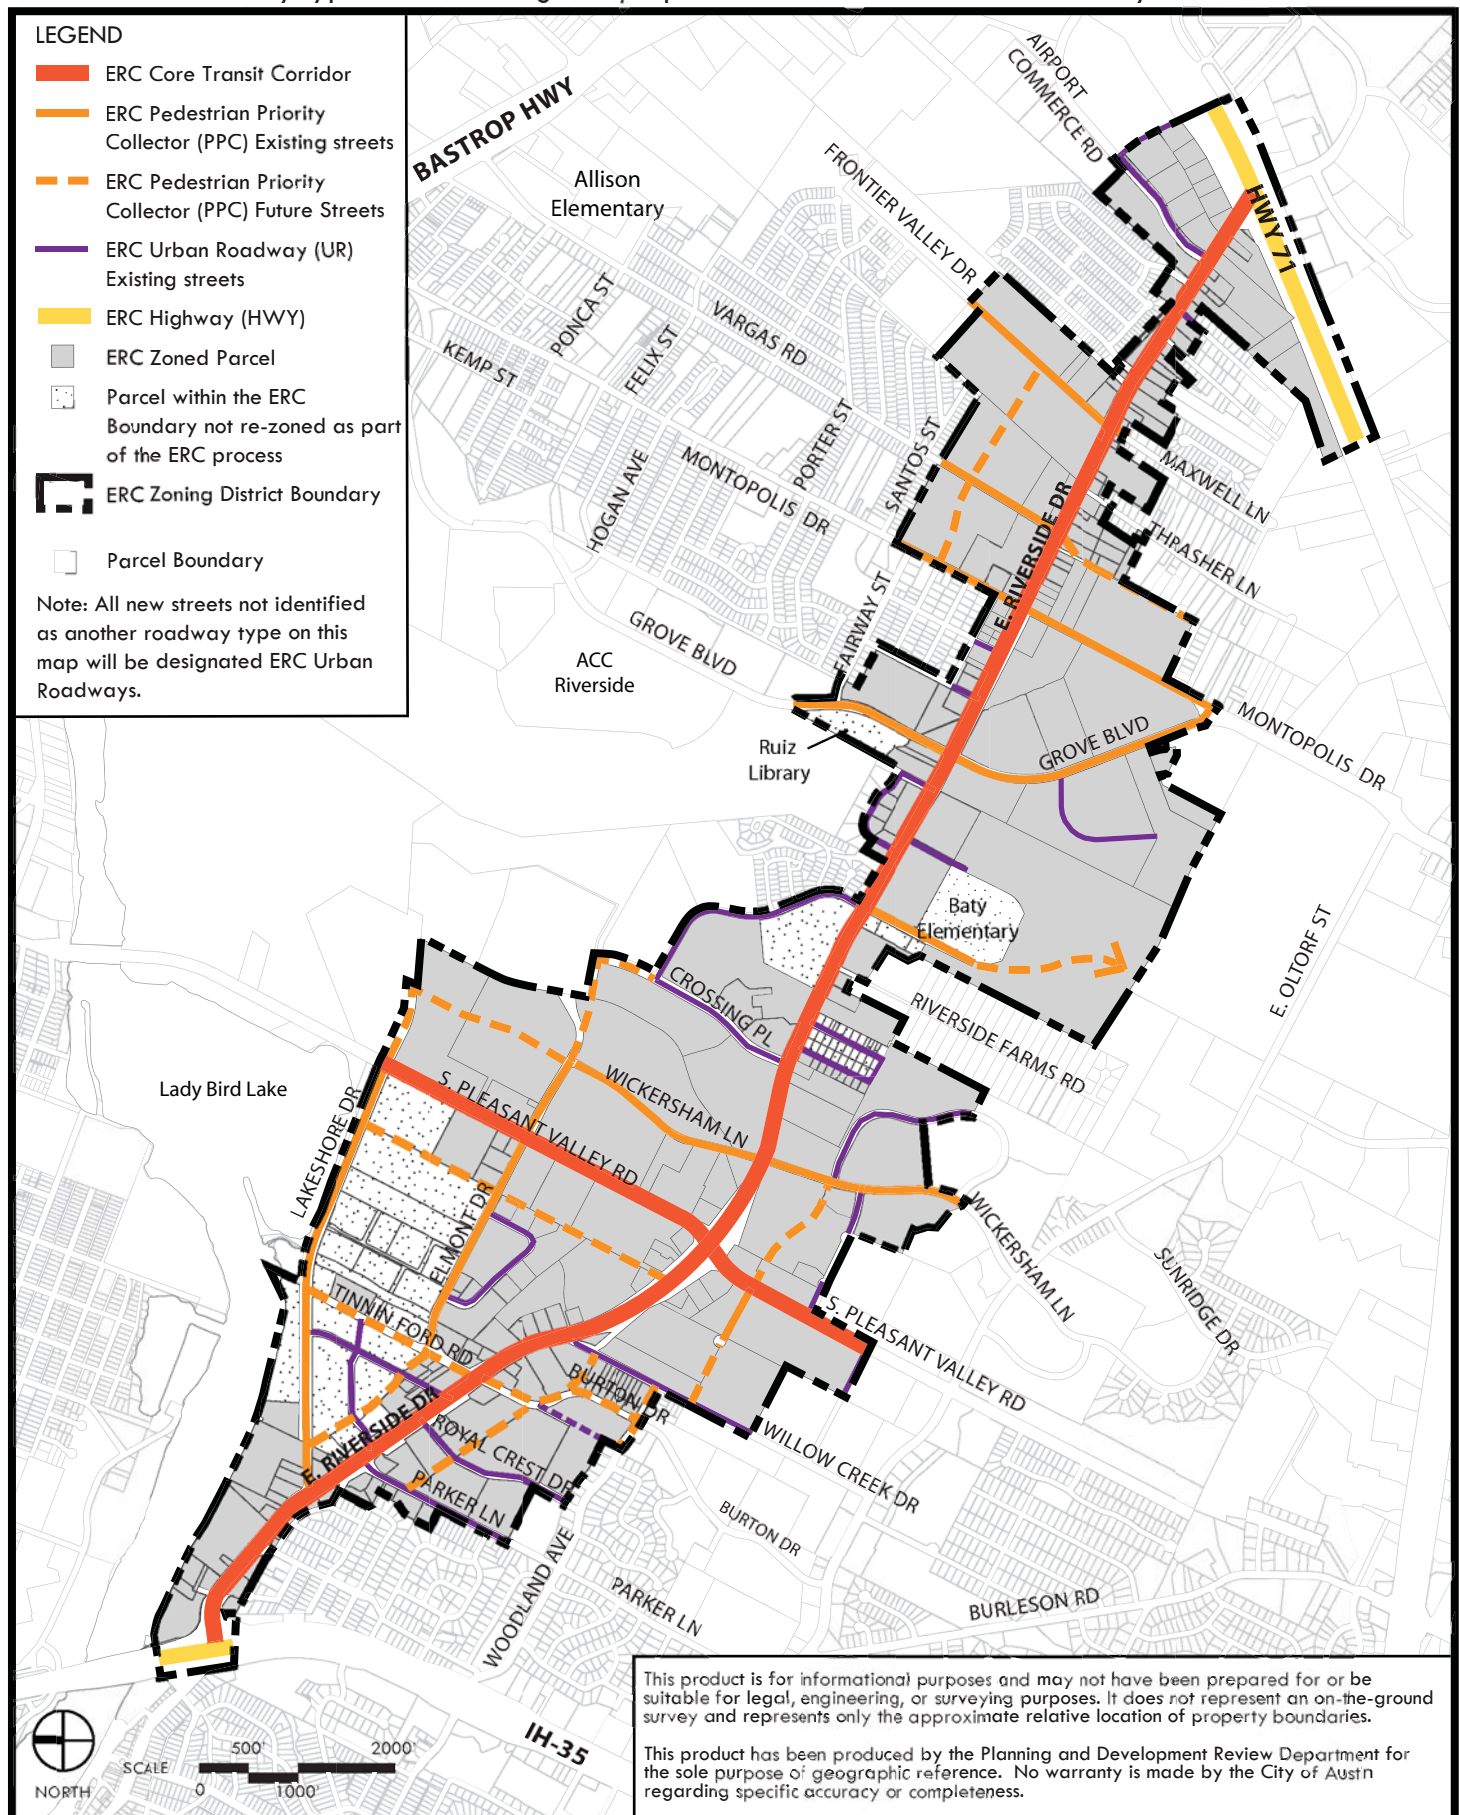 LEGEND
ERC Core Transit Corridor
ERC Pedestrian Priority
Collector (PPC) Existing streets
ERC Pedestrian Priority
Collector (PPC) Future Streets
ERC Urban Roadway (UR)
Existing streets
ERC Highway (HWY)
ERC Zoned Parcel
Parcel within the ERC
Boundary not re-zoned as part
of the ERC process
ERC Zoning District Boundary
Parcel Boundary
Note: All new streets not identified
as another roadway type on this
map will be designated ERC Urban
Roadways.
BASTROP HWY
AIRPORT
COMMERCE RD
Allison
Elementary
FRONTIER VALLEY DR
HWY 71
PONCA ST
VARGAS RD
FELIX ST
KEMP ST
PORTER ST
SANTOS ST
MONTOPOLIS DR
HOGAN AVE
MAXWELL LN
THRASHER LN
E. RIVERSIDE DR
FAIRWAY ST
GROVE BLVD
ACC
Riverside
GROVE BLVD
MONTOPOLIS DR
Ruiz
Library
Baty
Elementary
E. OLTORF ST
CROSSING PL
RIVERSIDE FARMS RD
Lady Bird Lake
LAKESHORE DR
S. PLEASANT VALLEY RD
WICKERSHAM LN
ELMONT DR
WICKERSHAM LN
SUNRIDGE DR
TINNIN FORD RD
S. PLEASANT VALLEY RD
BURTON DR
E. RIVERSIDE DR
ROYAL CREST DR
PARKER LN
WILLOW CREEK DR
BURTON DR
WOODLAND AVE
PARKER LN
BURLESON RD
IH-35
NORTH
SCALE
500'
2000'
0
1000'
This product is for informational purposes and may not have been prepared for or be
suitable for legal, engineering, or surveying purposes. It does not represent an on-the-ground
survey and represents only the approximate relative location of property boundaries.
This product has been produced by the Planning and Development Review Department for
the sole purpose of geographic reference. No warranty is made by the City of Austin
regarding specific accuracy or completeness.